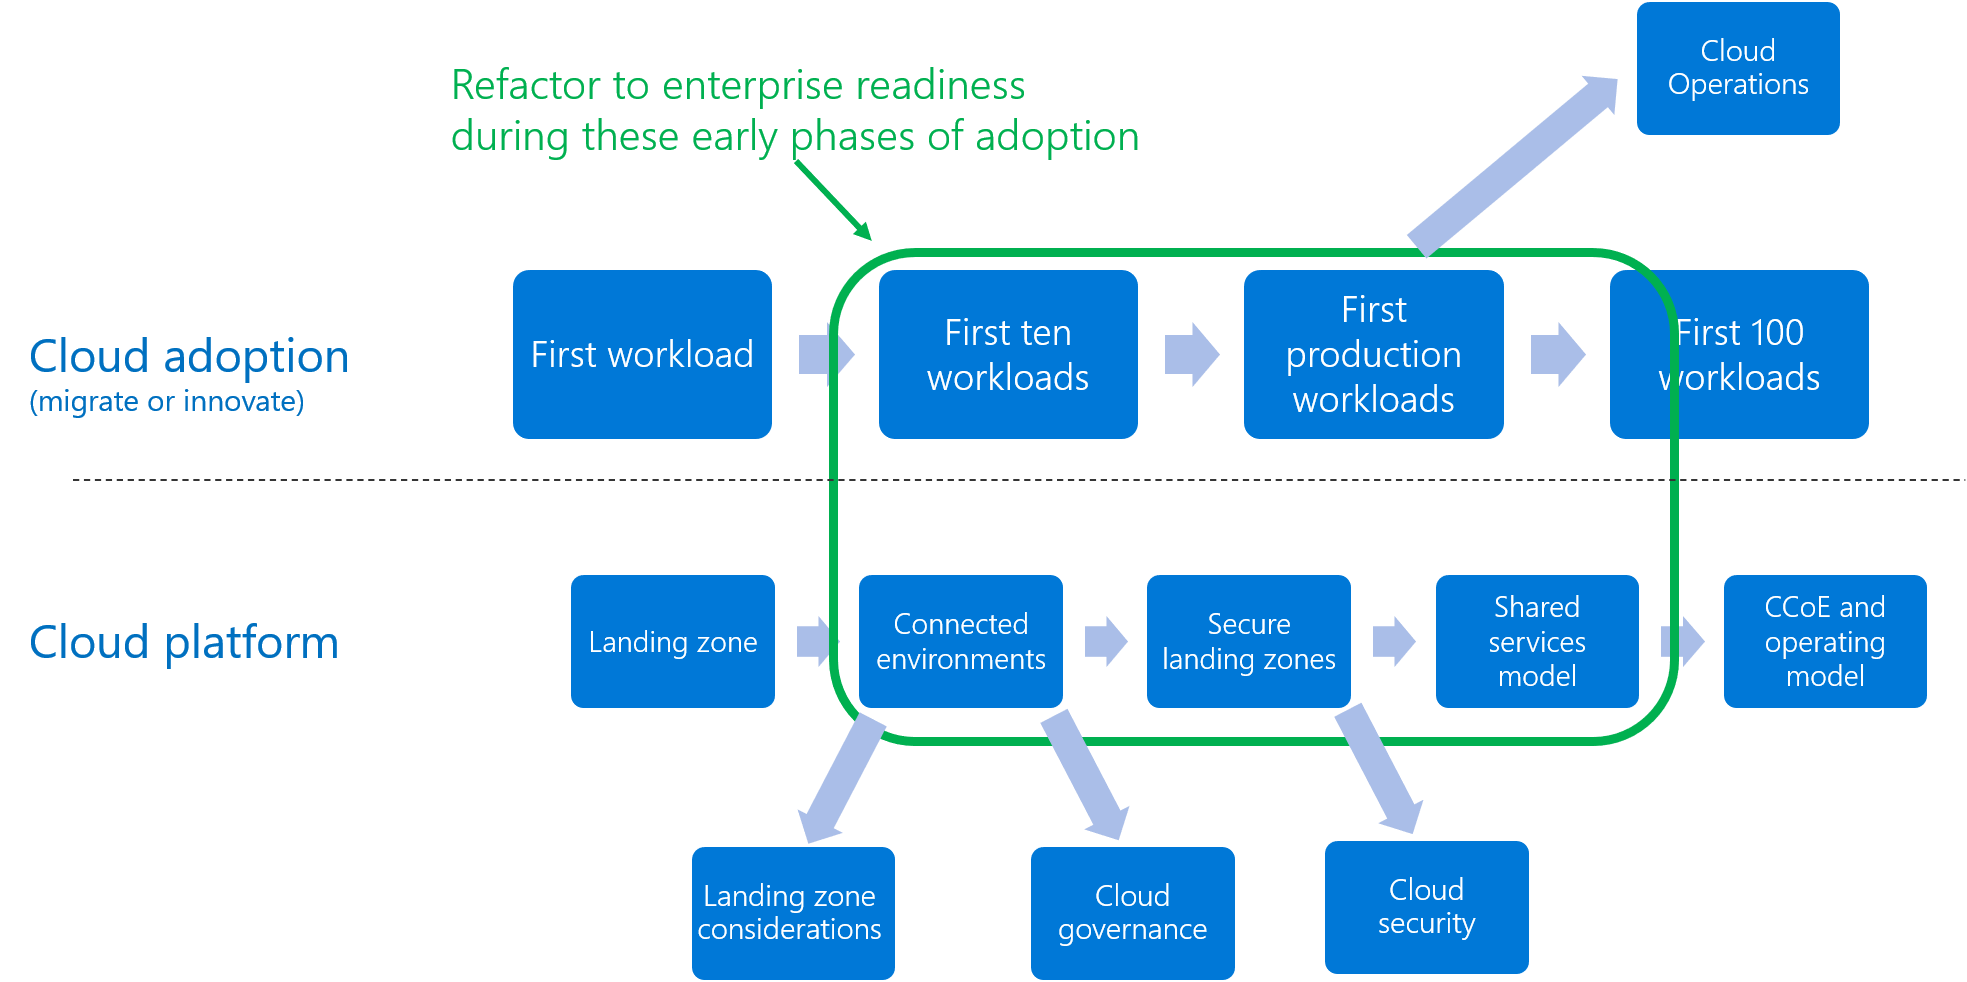 Cloud
Operations
Refactor to enterprise readiness
during these early phases of adoption
Cloud adoption
(migrate or innovate)
First workload
First ten
workloads
First
production
workloads
First 100
workloads
Cloud platform
Landing zone
Connected
environments
Secure
landing zones
Shared
services
model
CCoE and
operating
model
Landing zone
considerations
Cloud
governance
Cloud
security